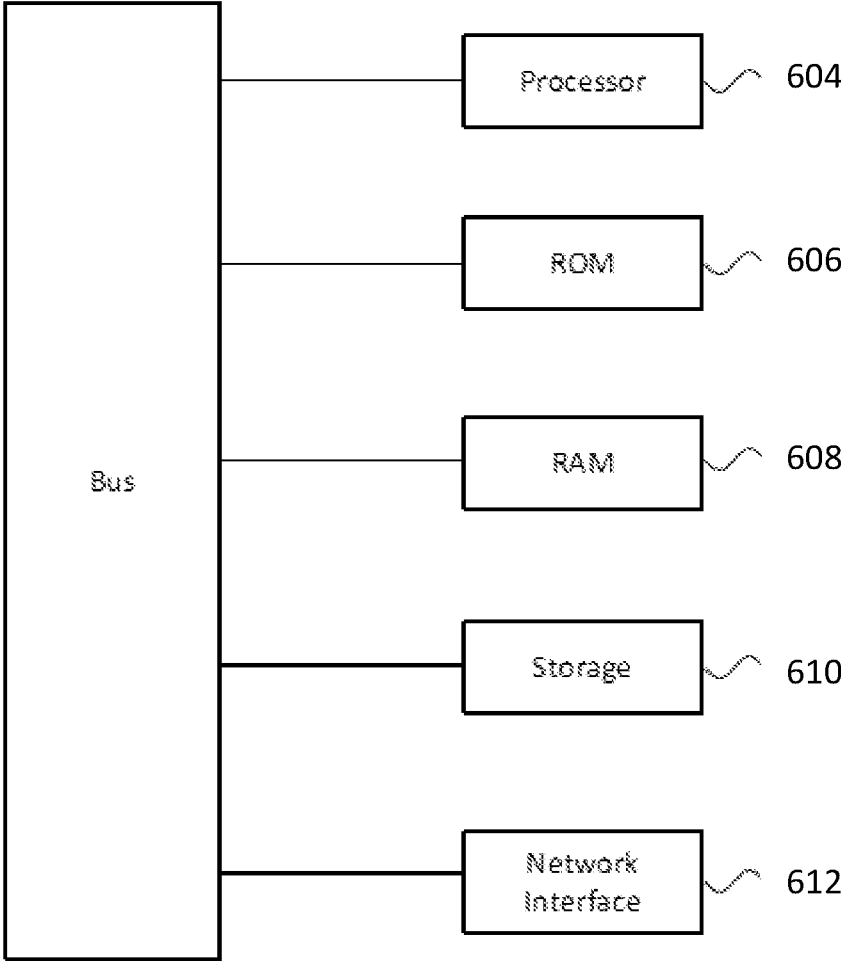 Processor
604
ROM
606
Bus
RAM
608
Storage
610
Network
Interface
612